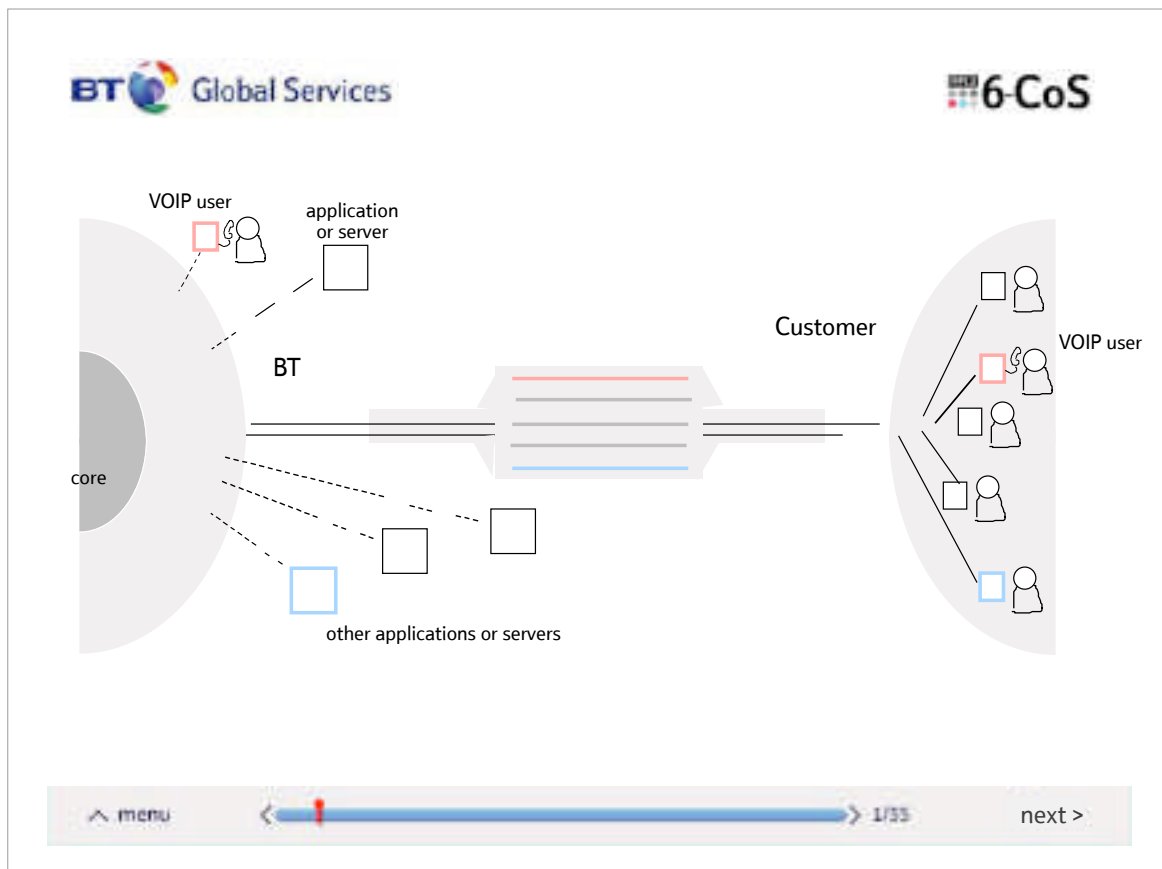 BT Global Services
6-CoS
VOIP user
application
or server
Customer
VOIP user
BT
core
other applications or servers
menu
1/35
next >